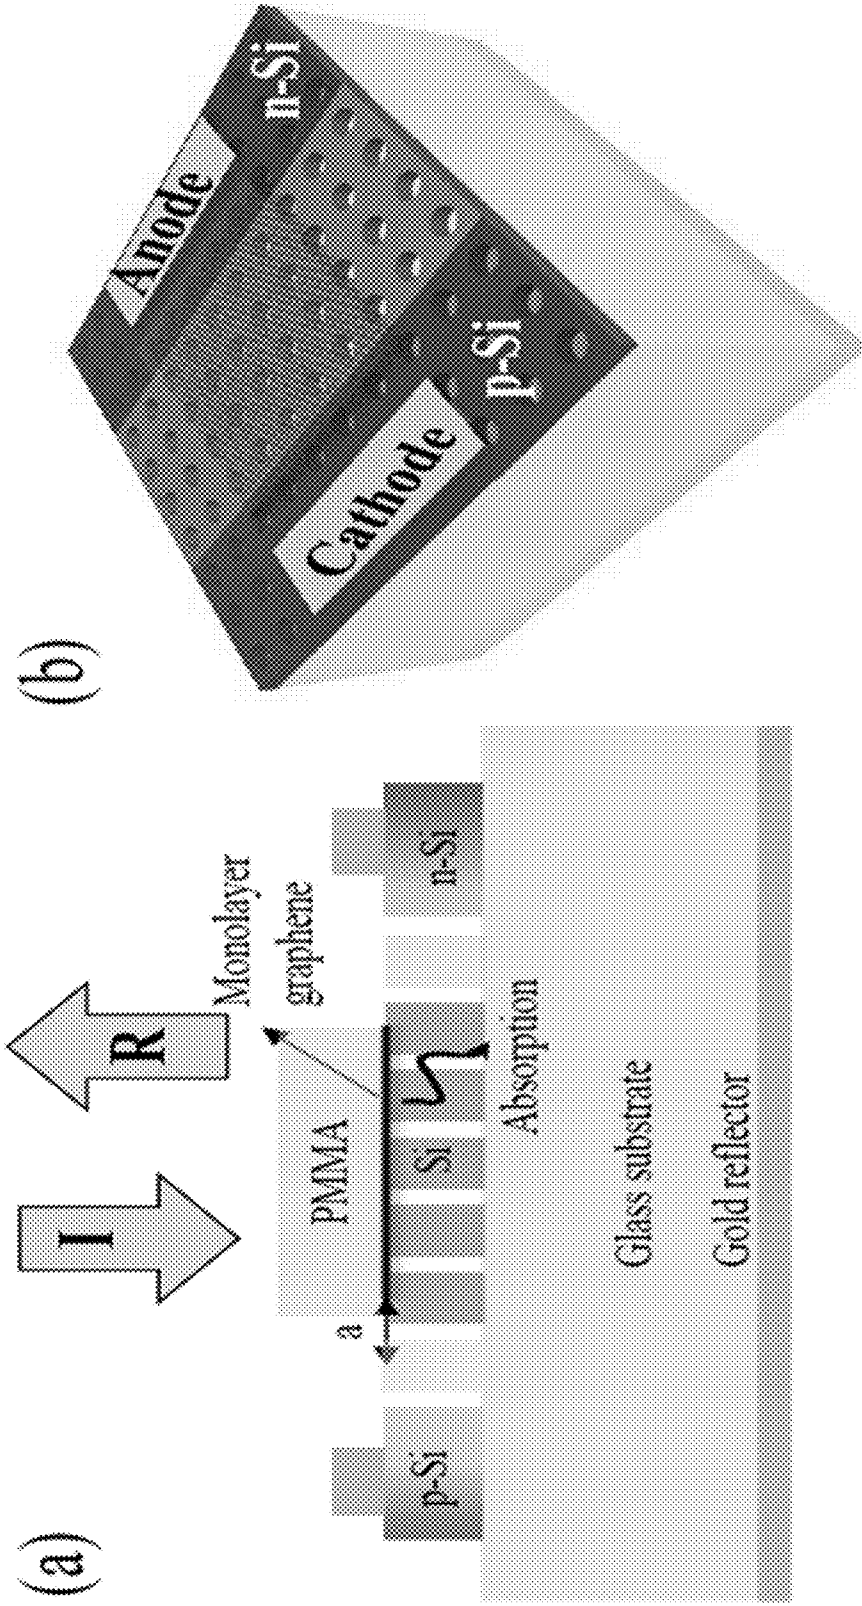 (a)
I
R
Monolayer
graphene
PMMA
a
p-Si
Si
n-Si
Absorption
Glass substrate
Gold reflector
(b)
Anode
n-Si
Cathode
p-Si